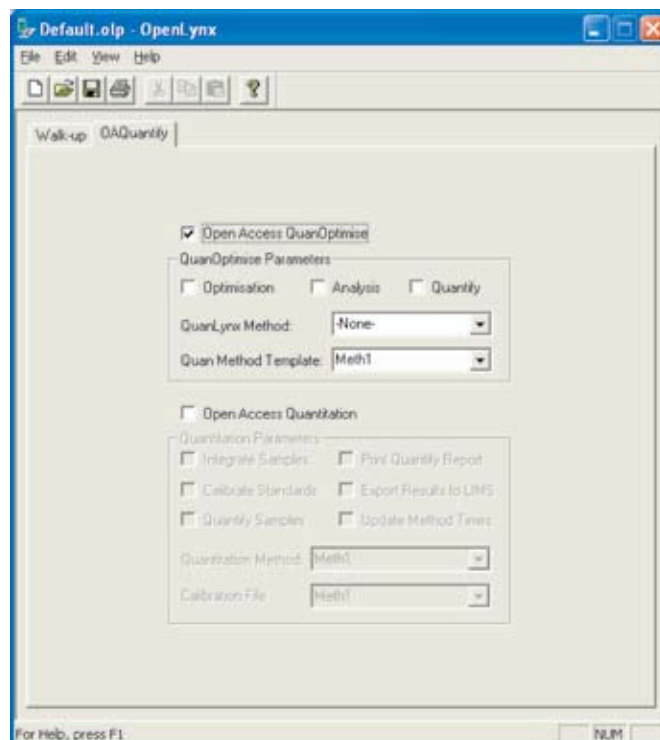 Default.olp - OpenLynx
File Edit View Help
Walk-up OAQuantify
Open Access QuanOptimise
QuanOptimise Parameters
Optimisation Analysis Quantify
QuanLynx Method: -None-
Quan Method Template: Meth1
Open Access Quantitation
Quantitation Parameters
Integrate Samples Print Quantify Report
Calibrate Standards Export Results to LIMS
Quantify Samples Update Method Times
Quantitation Method: Meth1
Calibration File Meth1
For Help, press F1 NUM